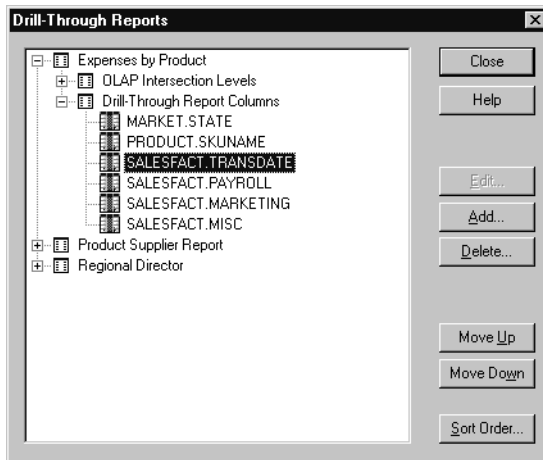 Drill-Through Reports
Expenses by Product
OLAP Intersection Levels
Drill-Through Report Columns
MARKET.STATE
PRODUCT.SKUNAME
SALESFACT.TRANSDATE
SALESFACT.PAYROLL
SALESFACT.MARKETING
SALESFACT.MISC
Product Supplier Report
Regional Director
Close
Help
Edit...
Add...
Delete...
Move Up
Move Down
Sort Order...